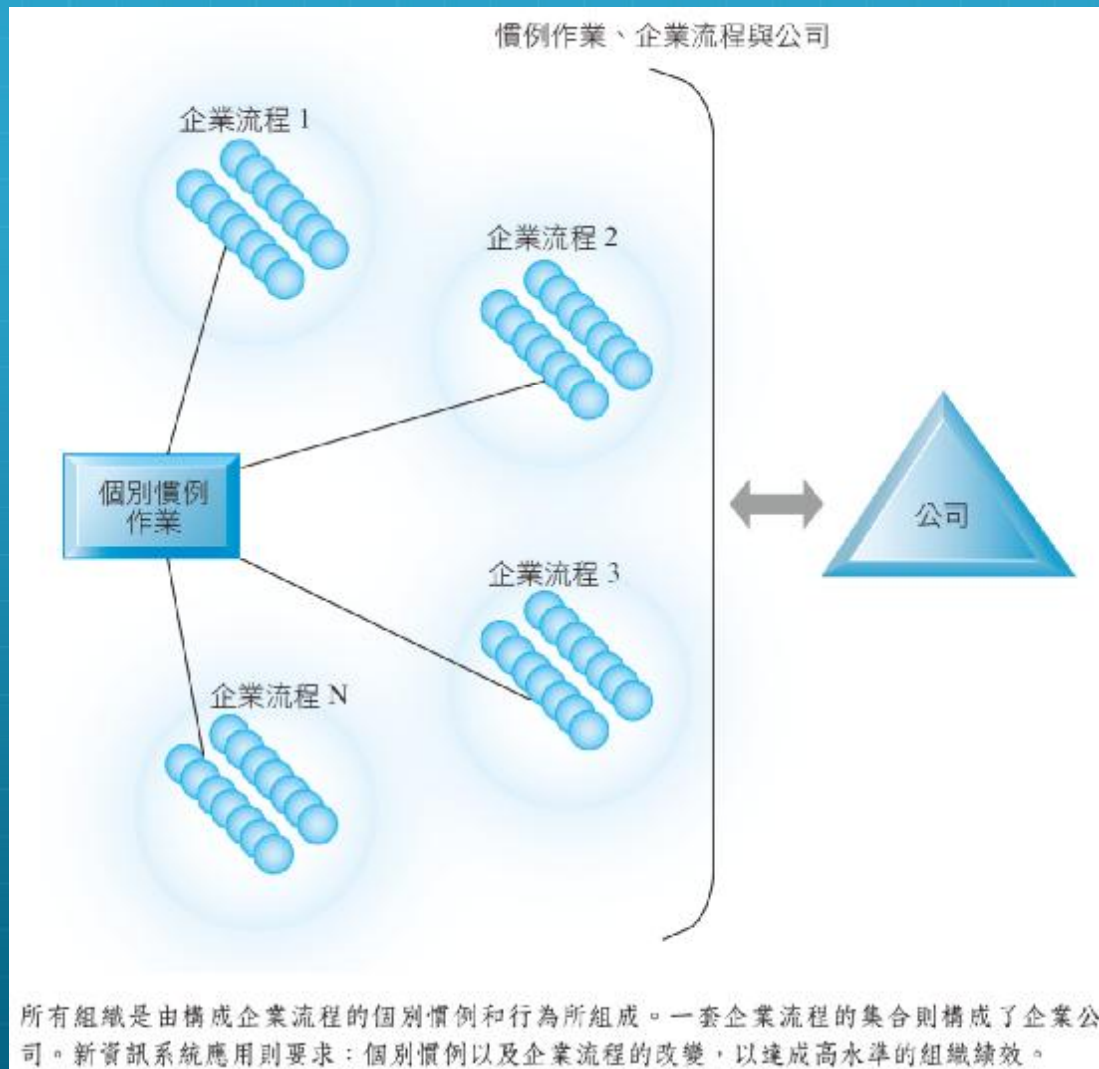 慣例作業、企業流程與公司
企業流程 1
企業流程 2
個別慣例
作業
公司
企業流程 3
企業流程 N
所有組織是由構成企業流程的個別慣例和行為所組成。一套企業流程的集合則構成了企業公
司。新資訊系統應用則要求：個別慣例以及企業流程的改變，以達成高水準的組織績效。